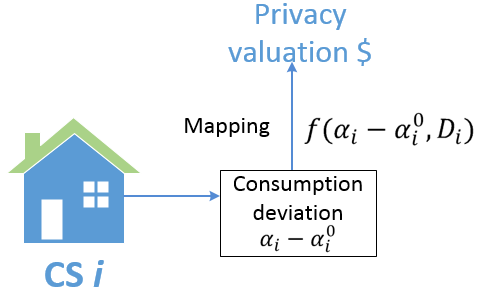 Privacy
valuation $
Mapping
f(αᵢ − αᵢ⁰, Dᵢ)
Consumption
deviation
αᵢ − αᵢ⁰
CS i